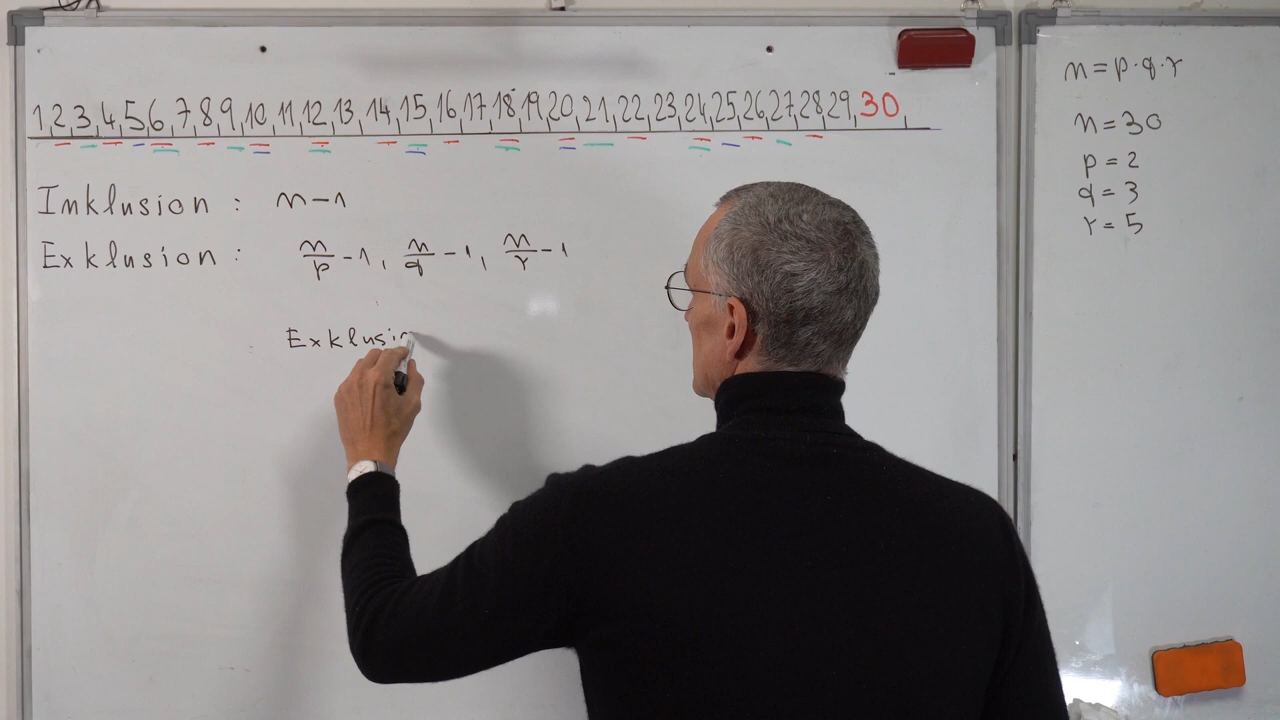 1 2 3 4 5 6 7 8 9 10 11 12 13 14 15 16 17 18 19 20 21 22 23 24 25 26 27 28 29 30
Inklusion : n-1
Exklusion : n/p - 1, n/q - 1, n/r - 1
Exklusio
n = p·q·r
n = 30
p = 2
q = 3
r = 5